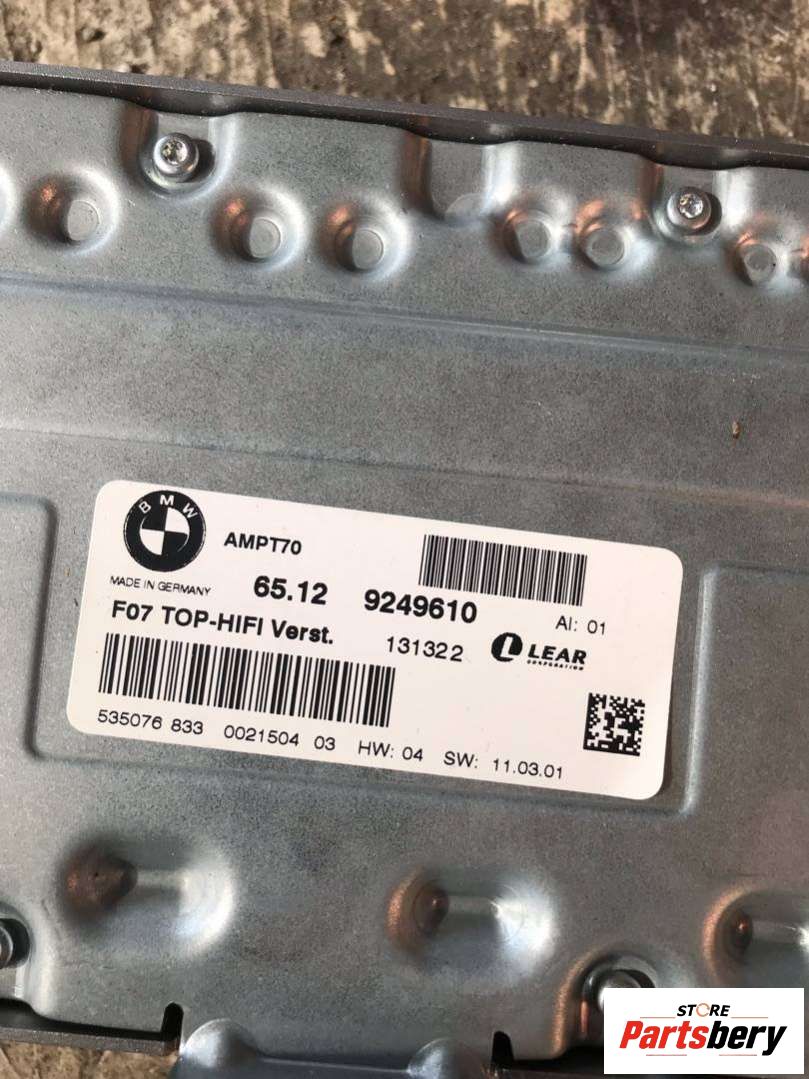 BMW
AMPT70
MADE IN GERMANY
65.12 9249610
AI: 01
F07 TOP-HIFI Verst.
131322
LEAR
CORPORATION
535076 833 0021504 03 HW: 04 SW: 11.03.01
STORE
Partsbery